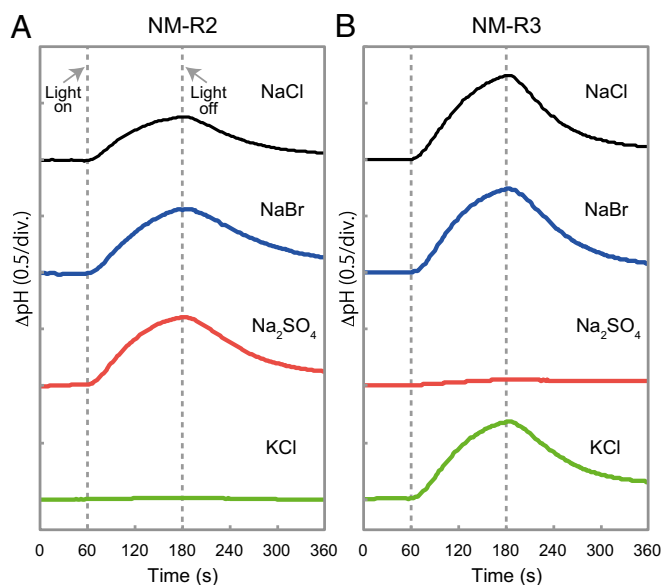 A
NM-R2
B
NM-R3
Light
on
Light
off
NaCl
NaBr
Na₂SO₄
KCl
NaCl
NaBr
Na₂SO₄
KCl
ΔpH (0.5/div.)
ΔpH (0.5/div.)
0 60 120 180 240 300 360
0 60 120 180 240 300 360
Time (s)
Time (s)